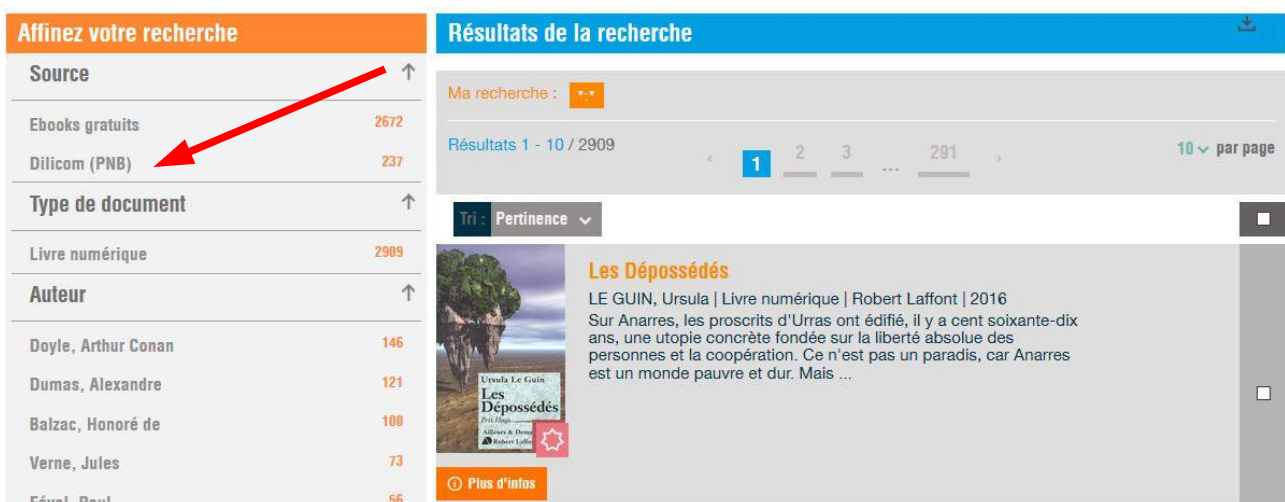 Affinez votre recherche
Source
Ebooks gratuits 2672
Dilicom (PNB) 237
Type de document
Livre numérique 2909
Auteur
Doyle, Arthur Conan 146
Dumas, Alexandre 121
Balzac, Honoré de 100
Verne, Jules 73
Féval, Paul 56
Résultats de la recherche
Ma recherche : *:*
Résultats 1 - 10 / 2909
‹ 1 2 3 ... 291 ›
10 par page
Tri : Pertinence
Ursula Le Guin
Les
Dépossédés
Prix Hugo
Les Dépossédés
LE GUIN, Ursula | Livre numérique | Robert Laffont | 2016
Sur Anarres, les proscrits d'Urras ont édifié, il y a cent soixante-dix
ans, une utopie concrète fondée sur la liberté absolue des
personnes et la coopération. Ce n'est pas un paradis, car Anarres
est un monde pauvre et dur. Mais ...
Plus d'infos